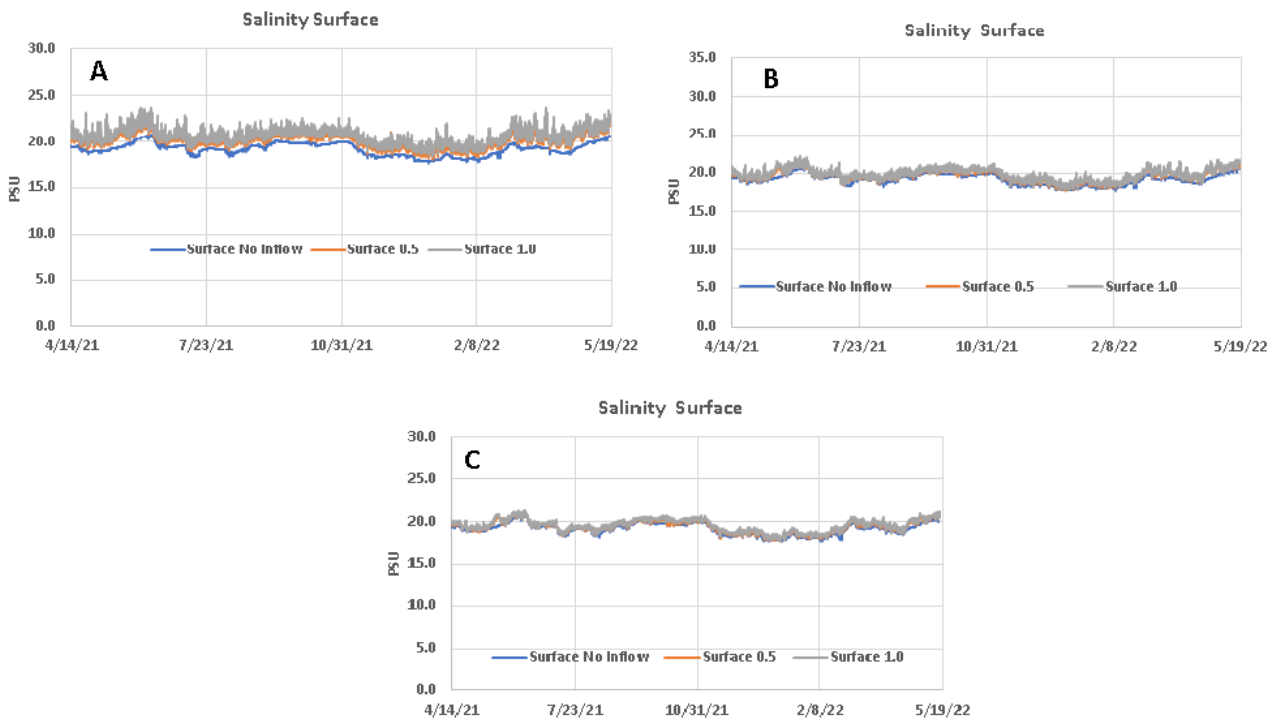 Salinity Surface
A
30.0
25.0
20.0
15.0
10.0
5.0
0.0
PSU
Surface No Inflow Surface 0.5 Surface 1.0
4/14/21 7/23/21 10/31/21 2/8/22 5/19/22
Salinity Surface
B
35.0
30.0
25.0
20.0
15.0
10.0
5.0
0.0
PSU
Surface No Inflow Surface 0.5 Surface 1.0
4/14/21 7/23/21 10/31/21 2/8/22 5/19/22
Salinity Surface
C
30.0
25.0
20.0
15.0
10.0
5.0
0.0
PSU
Surface No Inflow Surface 0.5 Surface 1.0
4/14/21 7/23/21 10/31/21 2/8/22 5/19/22